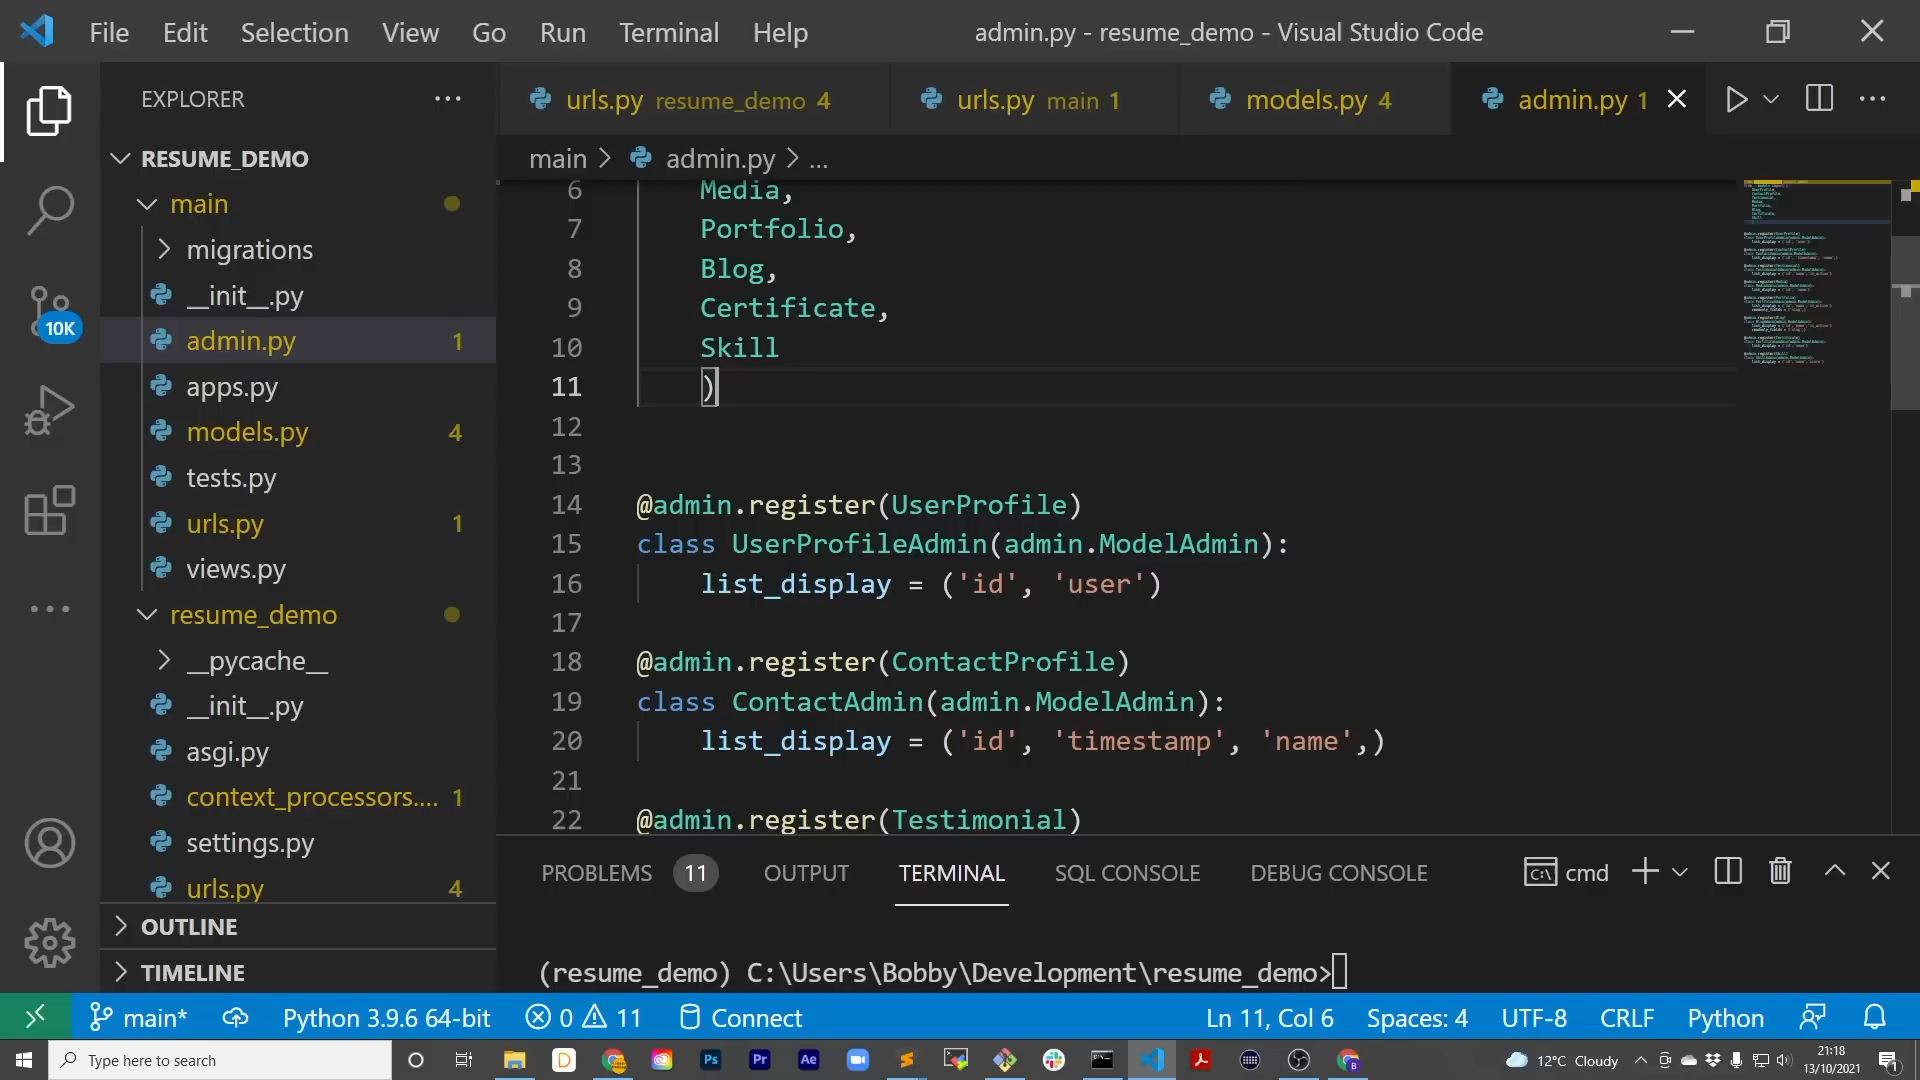 File Edit Selection View Go Run Terminal Help admin.py - resume_demo - Visual Studio Code
EXPLORER
urls.py resume_demo 4 urls.py main 1 models.py 4 admin.py 1
RESUME_DEMO
main > admin.py > ...
main
migrations
__init__.py
admin.py 1
apps.py
models.py 4
tests.py
urls.py 1
views.py
resume_demo
__pycache__
__init__.py
asgi.py
context_processors.... 1
settings.py
urls.py 4
OUTLINE
TIMELINE
10K
6 Media,
7 Portfolio,
8 Blog,
9 Certificate,
10 Skill
11 )
12
13
14 @admin.register(UserProfile)
15 class UserProfileAdmin(admin.ModelAdmin):
16 list_display = ('id', 'user')
17
18 @admin.register(ContactProfile)
19 class ContactAdmin(admin.ModelAdmin):
20 list_display = ('id', 'timestamp', 'name',)
21
22 @admin.register(Testimonial)
PROBLEMS 11 OUTPUT TERMINAL SQL CONSOLE DEBUG CONSOLE cmd
(resume_demo) C:\Users\Bobby\Development\resume_demo>
main* Python 3.9.6 64-bit 0 11 Connect Ln 11, Col 6 Spaces: 4 UTF-8 CRLF Python
Type here to search
12°C Cloudy
21:18
13/10/2021